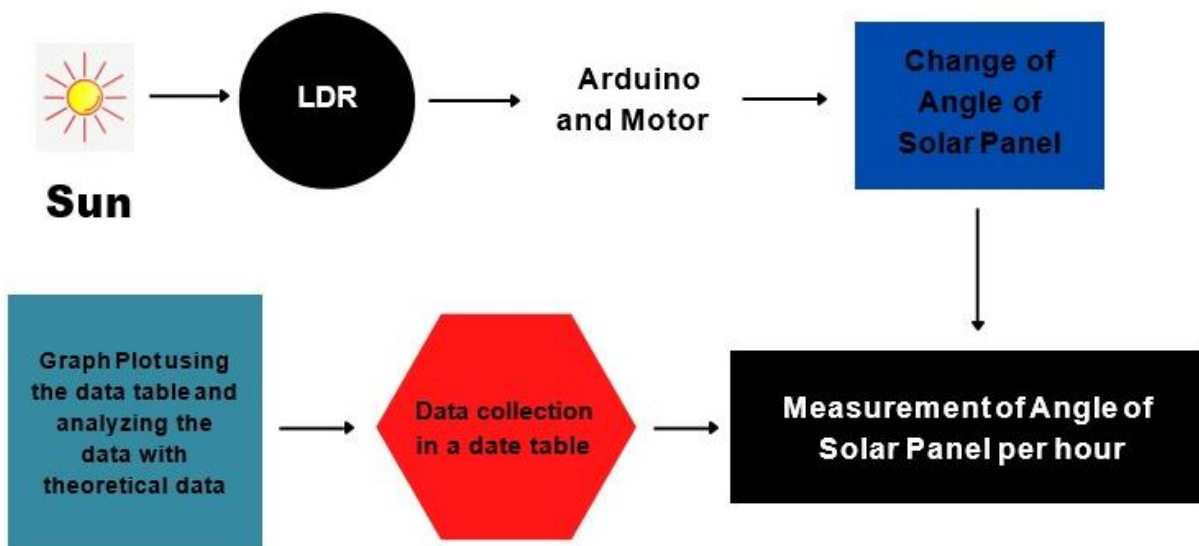 Sun
LDR
Arduino
and Motor
Change of
Angle of
Solar Panel
Graph Plot using
the data table and
analyzing the
data with
theoretical data
Data collection
in a date table
Measurement of Angle of
Solar Panel per hour